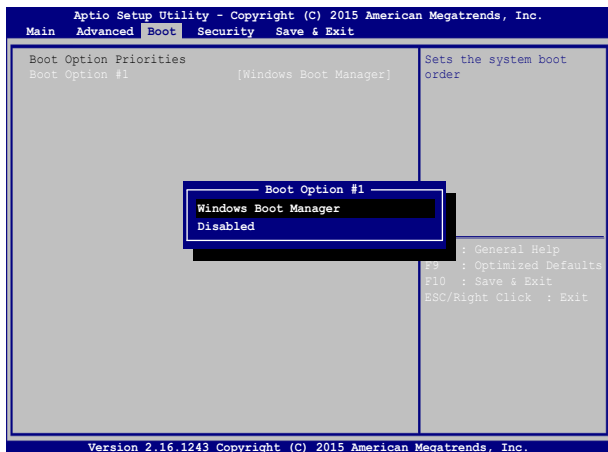 Aptio Setup Utility - Copyright (C) 2015 American Megatrends, Inc.
Main Advanced Boot Security Save & Exit
Boot Option Priorities
Boot Option #1 [Windows Boot Manager]
Sets the system boot
order
Boot Option #1
Windows Boot Manager
Disabled
: General Help
F9 : Optimized Defaults
F10 : Save & Exit
ESC/Right Click : Exit
Version 2.16.1243 Copyright (C) 2015 American Megatrends, Inc.